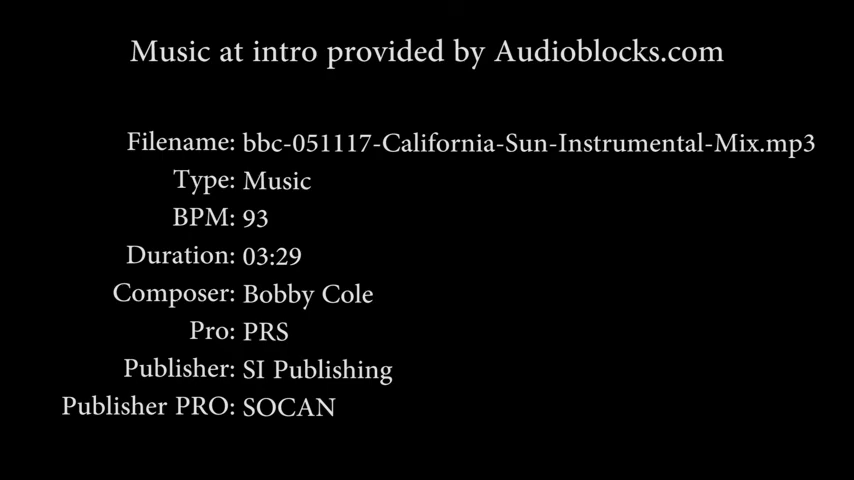 Music at intro provided by Audioblocks.com
Filename: bbc-051117-California-Sun-Instrumental-Mix.mp3
Type: Music
BPM: 93
Duration: 03:29
Composer: Bobby Cole
Pro: PRS
Publisher: SI Publishing
Publisher PRO: SOCAN